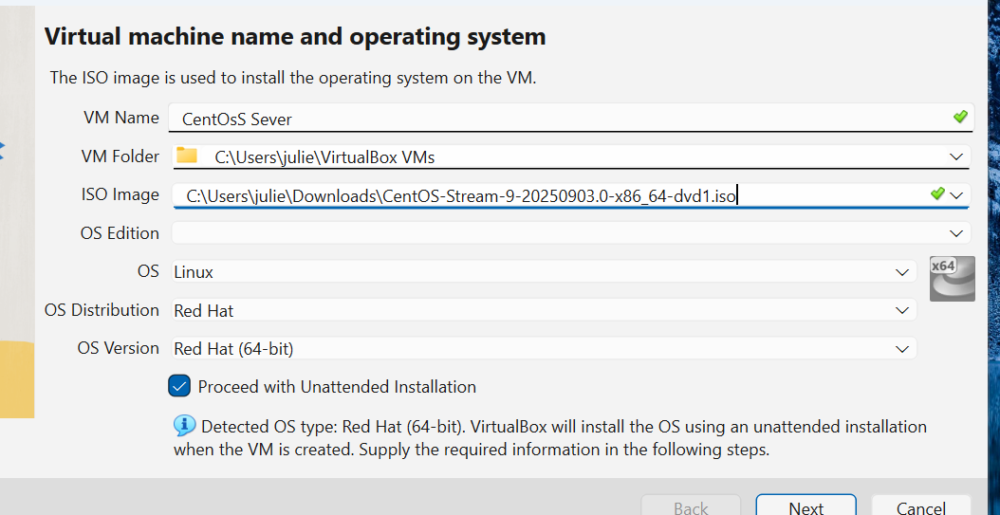 Virtual machine name and operating system
The ISO image is used to install the operating system on the VM.
VM Name CentOsS Sever
VM Folder C:\Users\julie\VirtualBox VMs
ISO Image C:\Users\julie\Downloads\CentOS-Stream-9-20250903.0-x86_64-dvd1.iso
OS Edition
OS Linux x64
OS Distribution Red Hat
OS Version Red Hat (64-bit)
Proceed with Unattended Installation
Detected OS type: Red Hat (64-bit). VirtualBox will install the OS using an unattended installation
when the VM is created. Supply the required information in the following steps.
Back Next Cancel